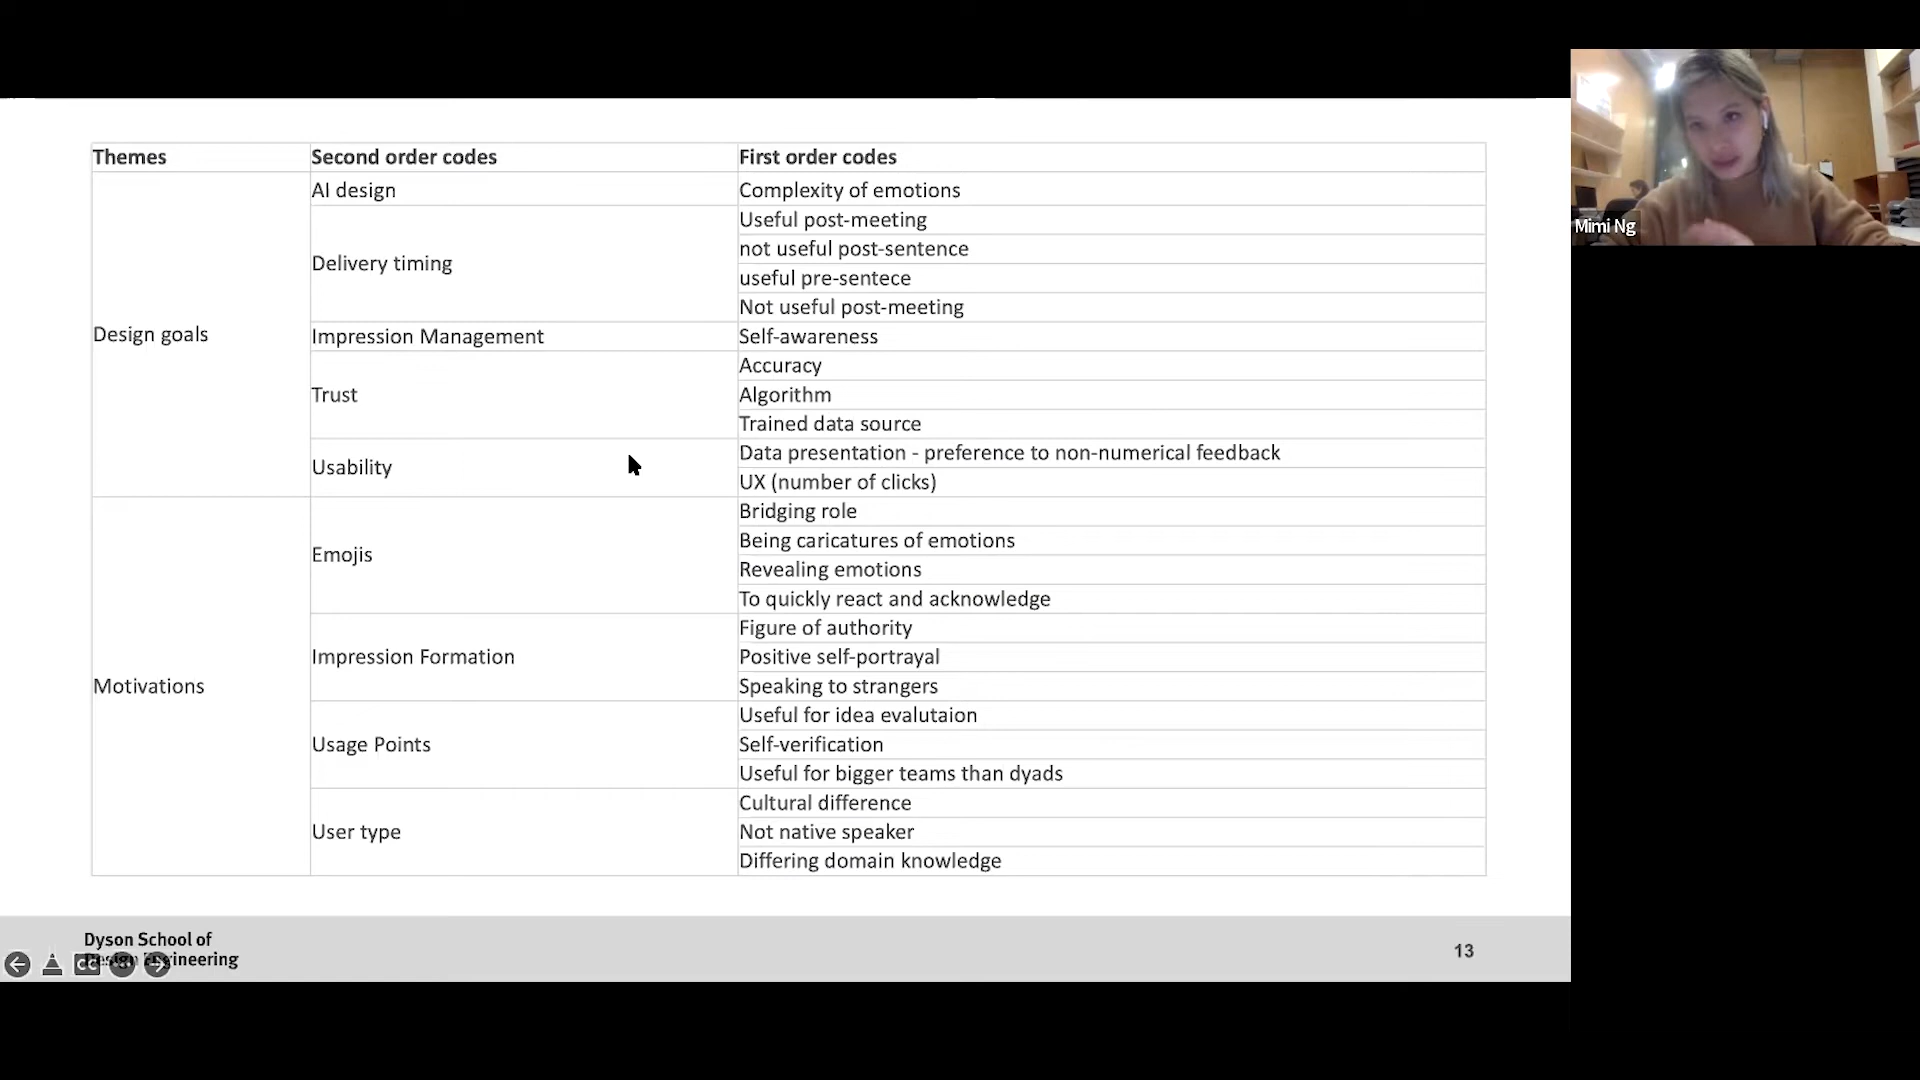 Themes Second order codes First order codes
Design goals
AI design
Complexity of emotions
Delivery timing
Useful post-meeting
not useful post-sentence
useful pre-sentece
Not useful post-meeting
Impression Management
Self-awareness
Trust
Accuracy
Algorithm
Trained data source
Usability
Data presentation - preference to non-numerical feedback
UX (number of clicks)
Motivations
Emojis
Bridging role
Being caricatures of emotions
Revealing emotions
To quickly react and acknowledge
Impression Formation
Figure of authority
Positive self-portrayal
Speaking to strangers
Usage Points
Useful for idea evalutaion
Self-verification
Useful for bigger teams than dyads
User type
Cultural difference
Not native speaker
Differing domain knowledge
Dyson School of
Design Engineering
CC
13
Mimi Ng